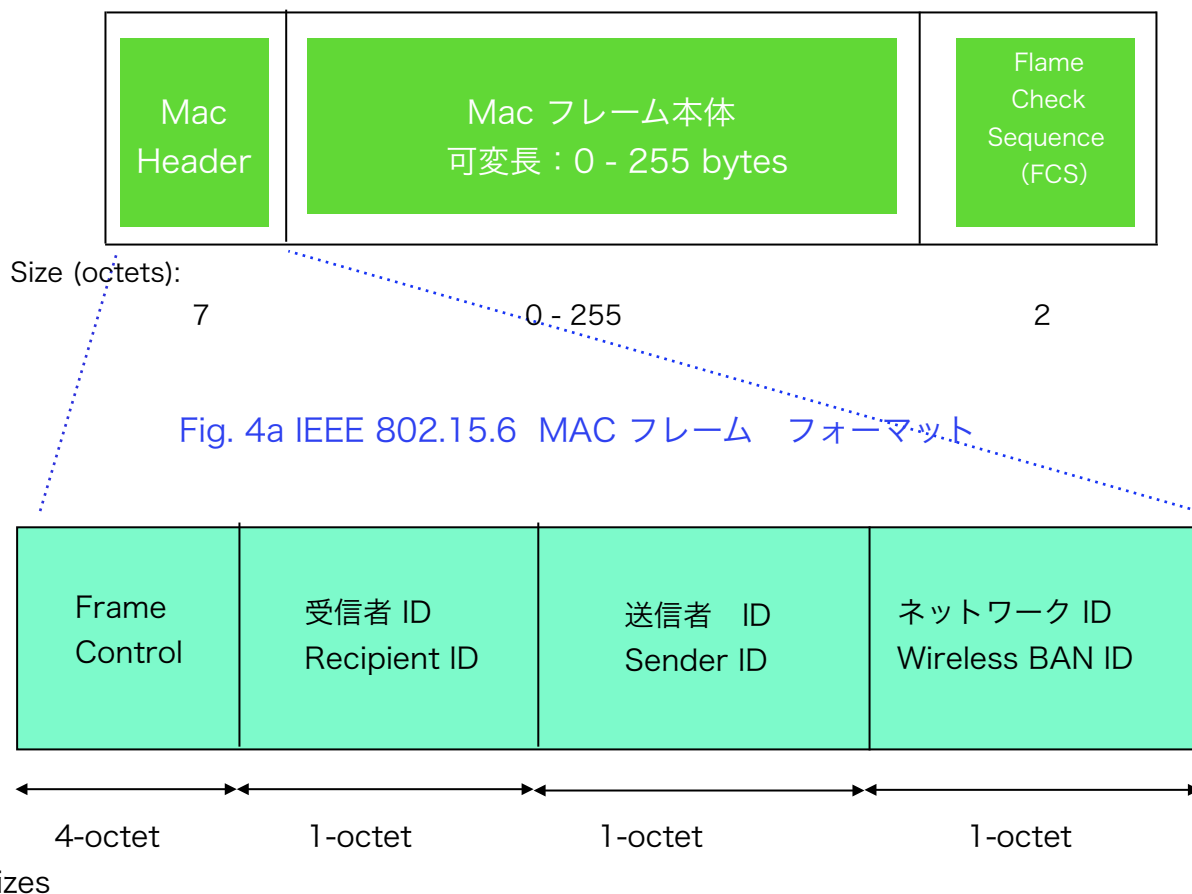 Mac
Header
Mac フレーム本体
可変長：0 - 255 bytes
Flame
Check
Sequence
（FCS）
Size (octets):
7
0 - 255
2
Fig. 4a IEEE 802.15.6 MAC フレーム　フォーマット
Frame
Control
受信者 ID
Recipient ID
送信者　ID
Sender ID
ネットワーク ID
Wireless BAN ID
4-octet
1-octet
1-octet
1-octet
izes